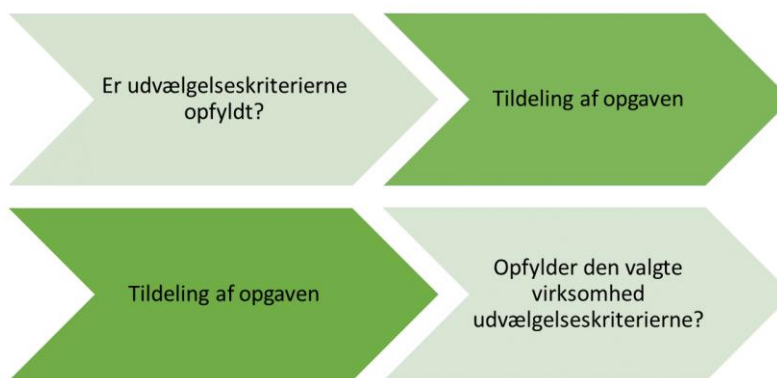 Er udvælgelseskriterierne
opfyldt?
Tildeling af opgaven
Tildeling af opgaven
Opfylder den valgte
virksomhed
udvælgelseskriterierne?